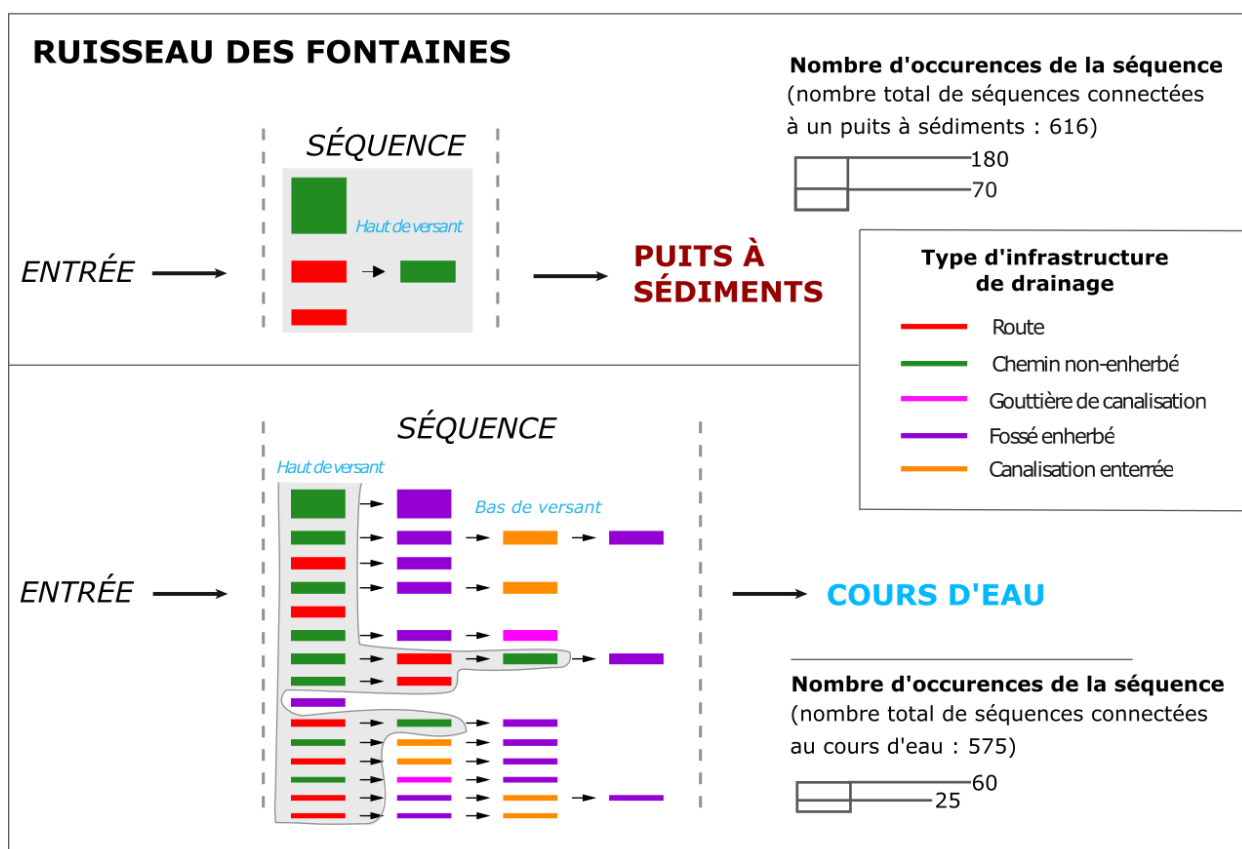 RUISSEAU DES FONTAINES
Nombre d'occurences de la séquence
(nombre total de séquences connectées
à un puits à sédiments : 616)
180
70
SÉQUENCE
Haut de versant
ENTRÉE
PUITS À
SÉDIMENTS
Type d'infrastructure
de drainage
Route
Chemin non-enherbé
Gouttière de canalisation
Fossé enherbé
Canalisation enterrée
SÉQUENCE
Haut de versant
Bas de versant
ENTRÉE
COURS D'EAU
Nombre d'occurences de la séquence
(nombre total de séquences connectées
au cours d'eau : 575)
60
25